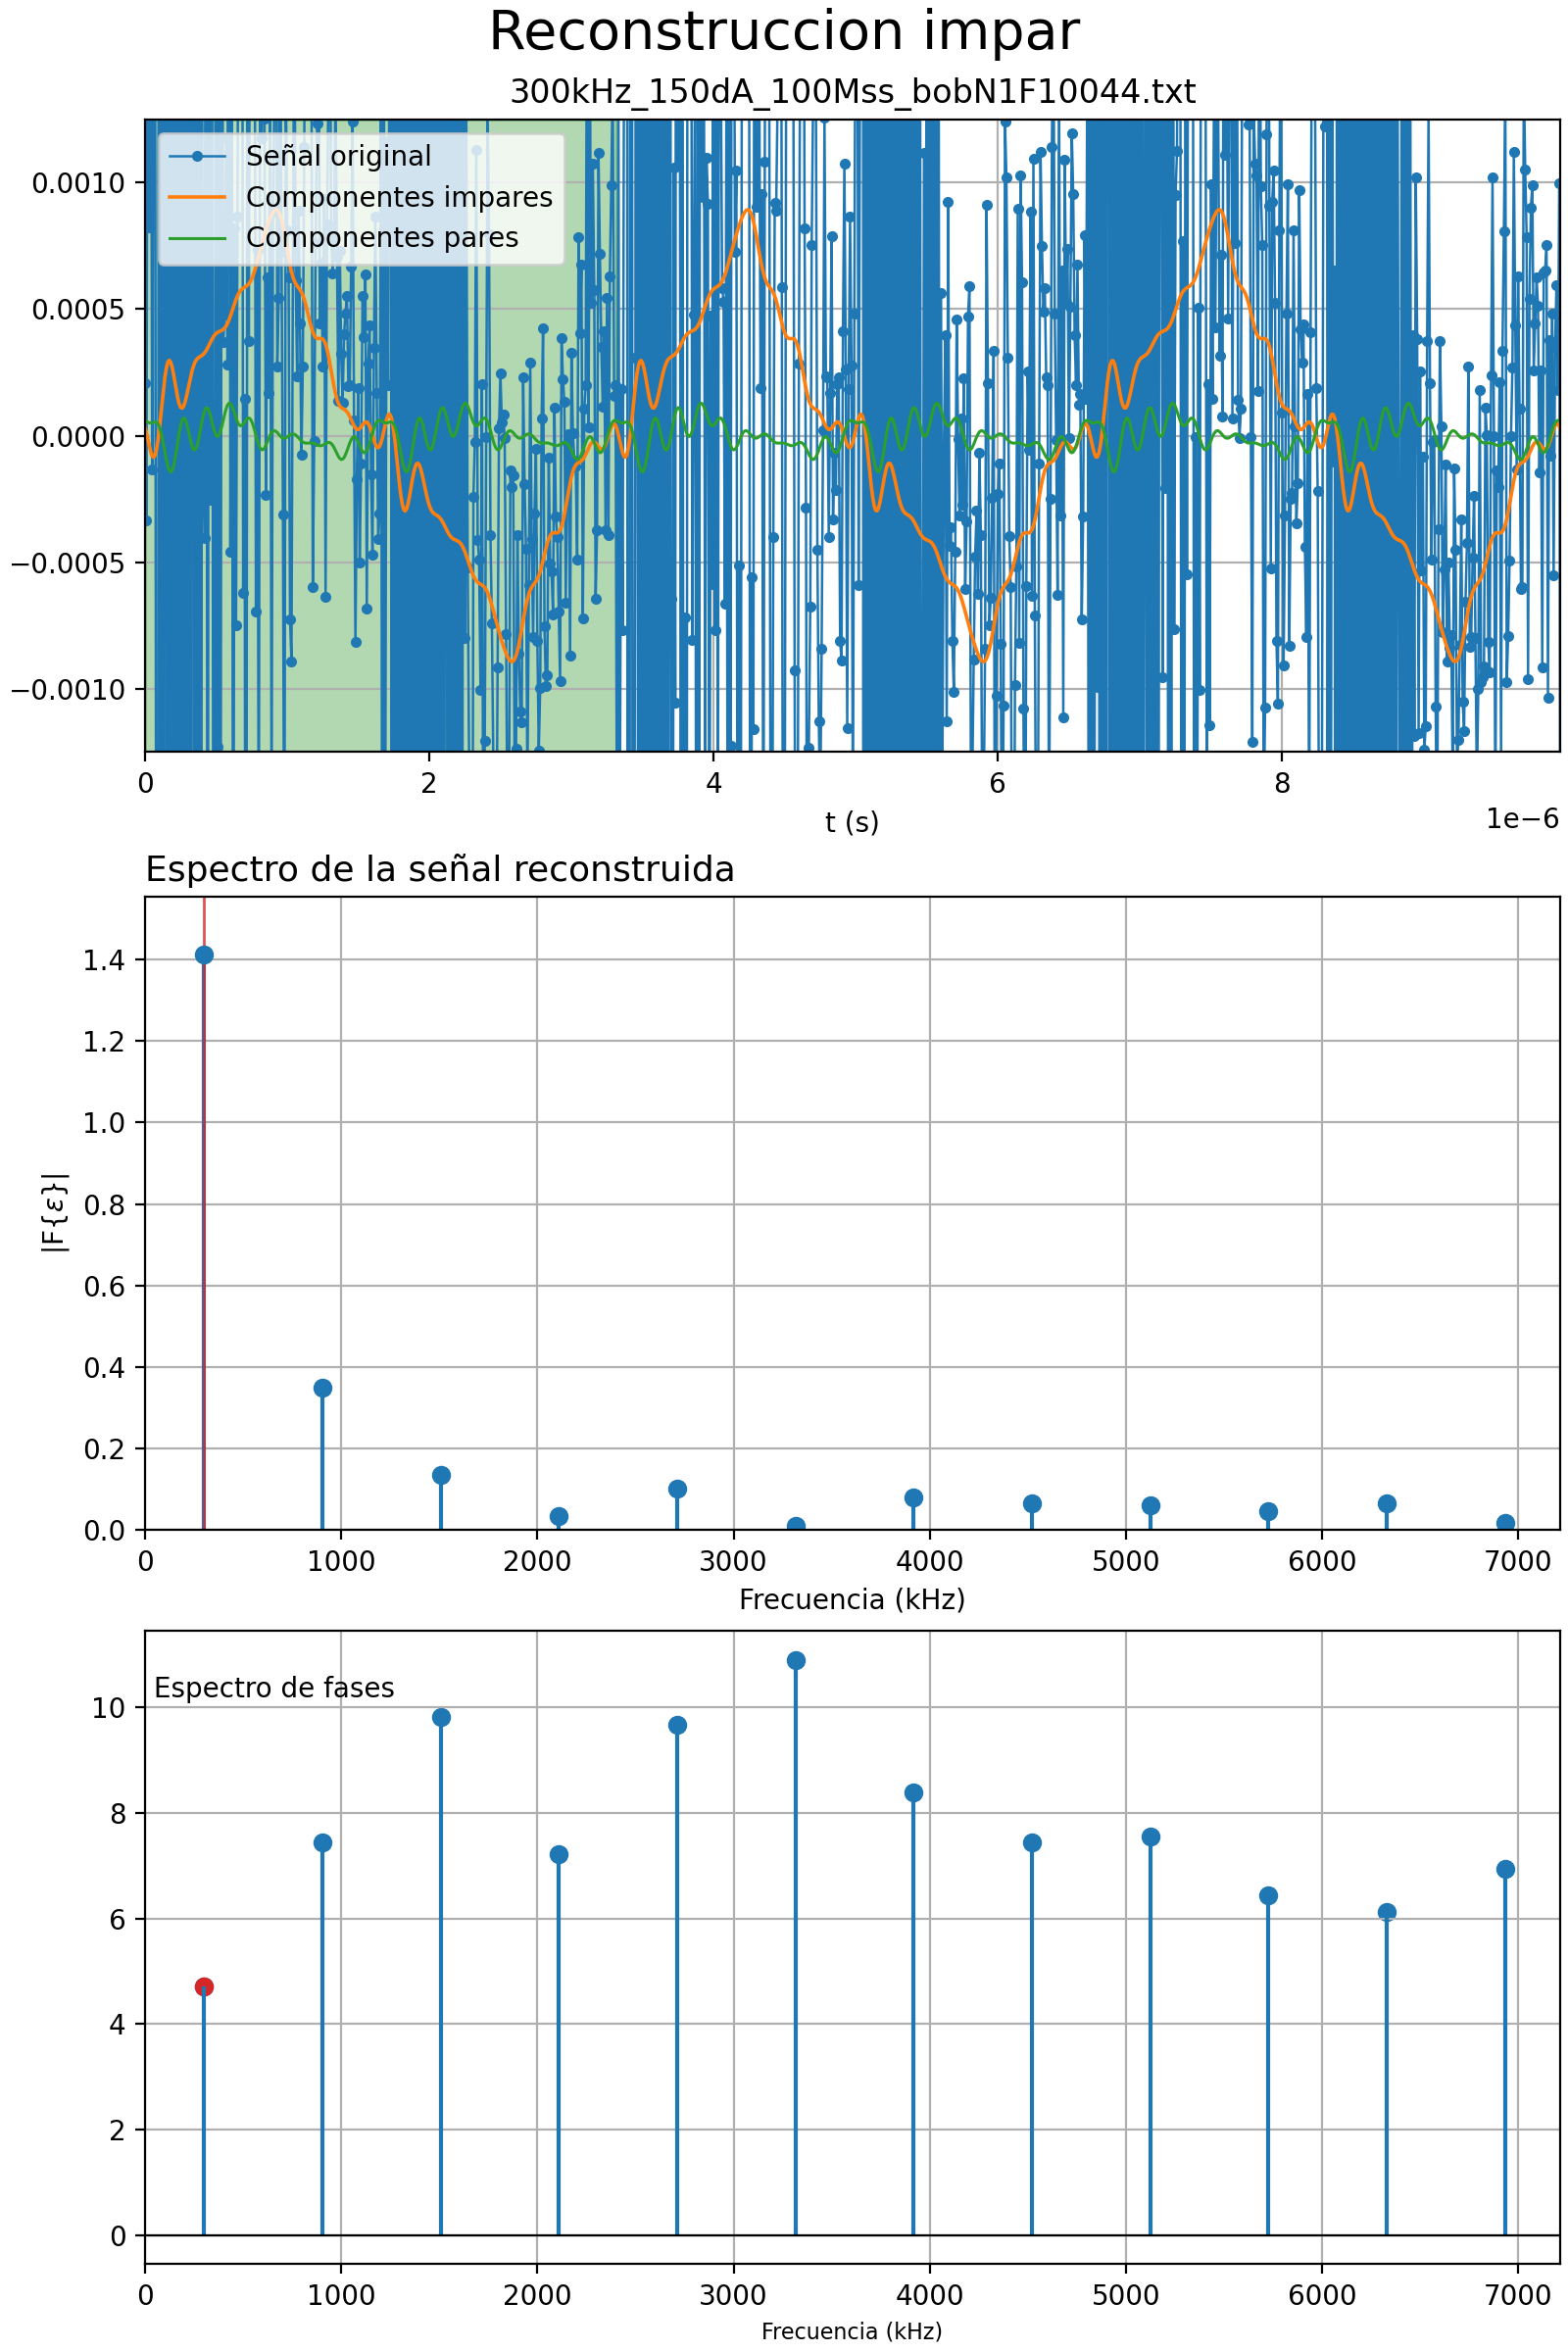 Reconstruccion impar
300kHz_150dA_100Mss_bobN1F10044.txt
Señal original
Componentes impares
Componentes pares
0.0010
0.0005
0.0000
−0.0005
−0.0010
0 2 4 6 8
1e−6
t (s)
Espectro de la señal reconstruida
1.4
1.2
1.0
0.8
0.6
0.4
0.2
0.0
|F{ε}|
0 1000 2000 3000 4000 5000 6000 7000
Frecuencia (kHz)
Espectro de fases
10
8
6
4
2
0
0 1000 2000 3000 4000 5000 6000 7000
Frecuencia (kHz)